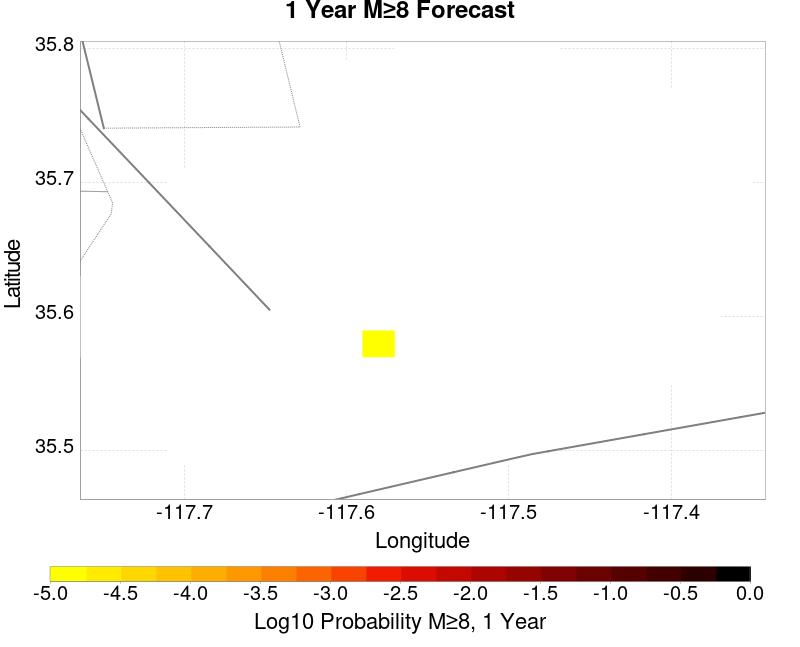 1 Year M≥8 Forecast
35.8
35.7
35.6
35.5
Latitude
-117.7 -117.6 -117.5 -117.4
Longitude
-5.0 -4.5 -4.0 -3.5 -3.0 -2.5 -2.0 -1.5 -1.0 -0.5 0.0
Log10 Probability M≥8, 1 Year